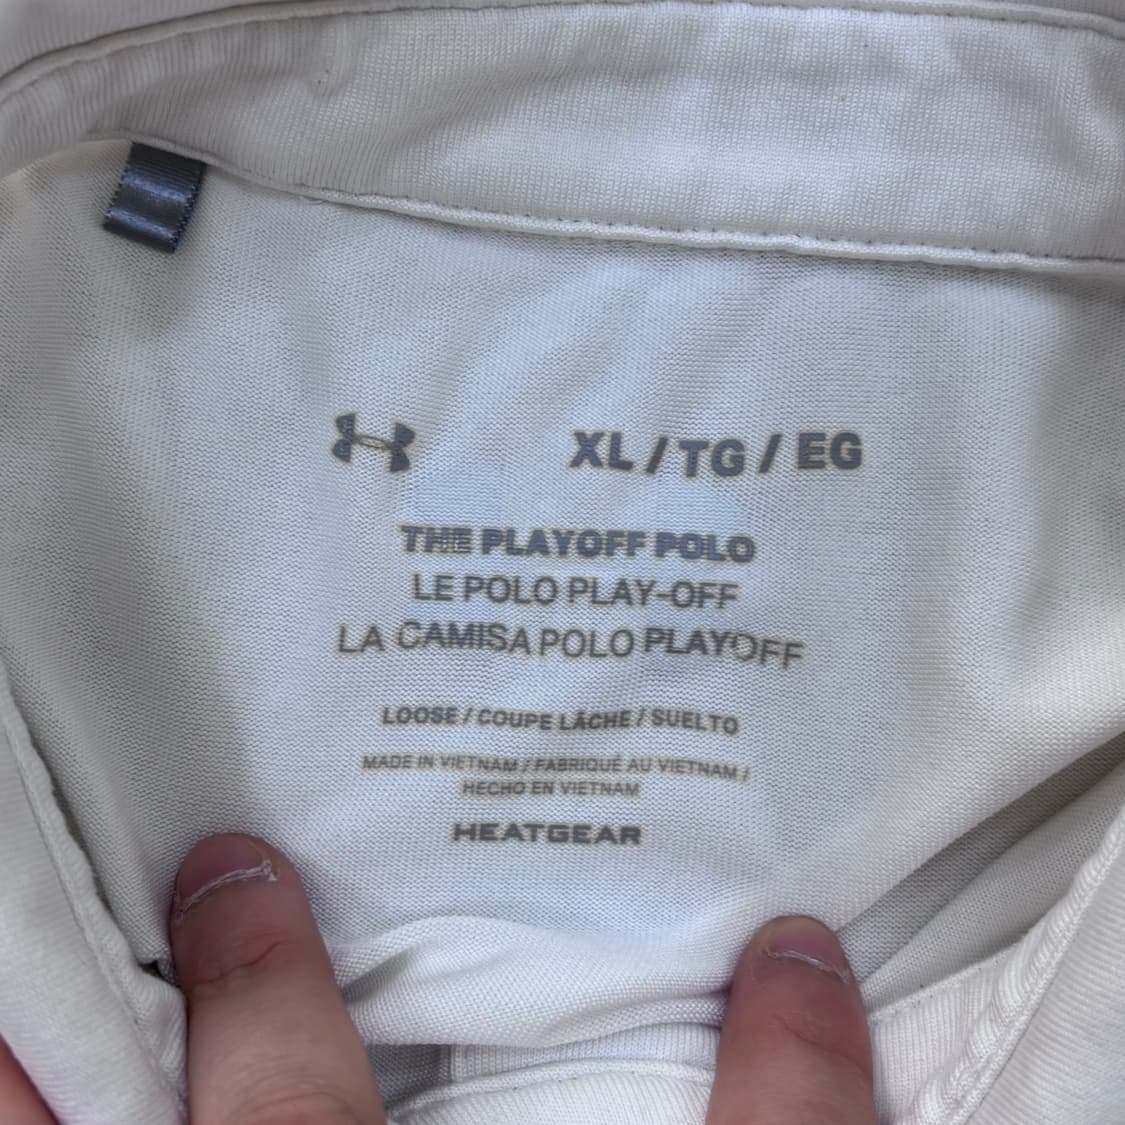 XL / TG / EG
THE PLAYOFF POLO
LE POLO PLAY-OFF
LA CAMISA POLO PLAYOFF
LOOSE / COUPE LÂCHE / SUELTO
MADE IN VIETNAM / FABRIQUÉ AU VIETNAM /
HECHO EN VIETNAM
HEATGEAR